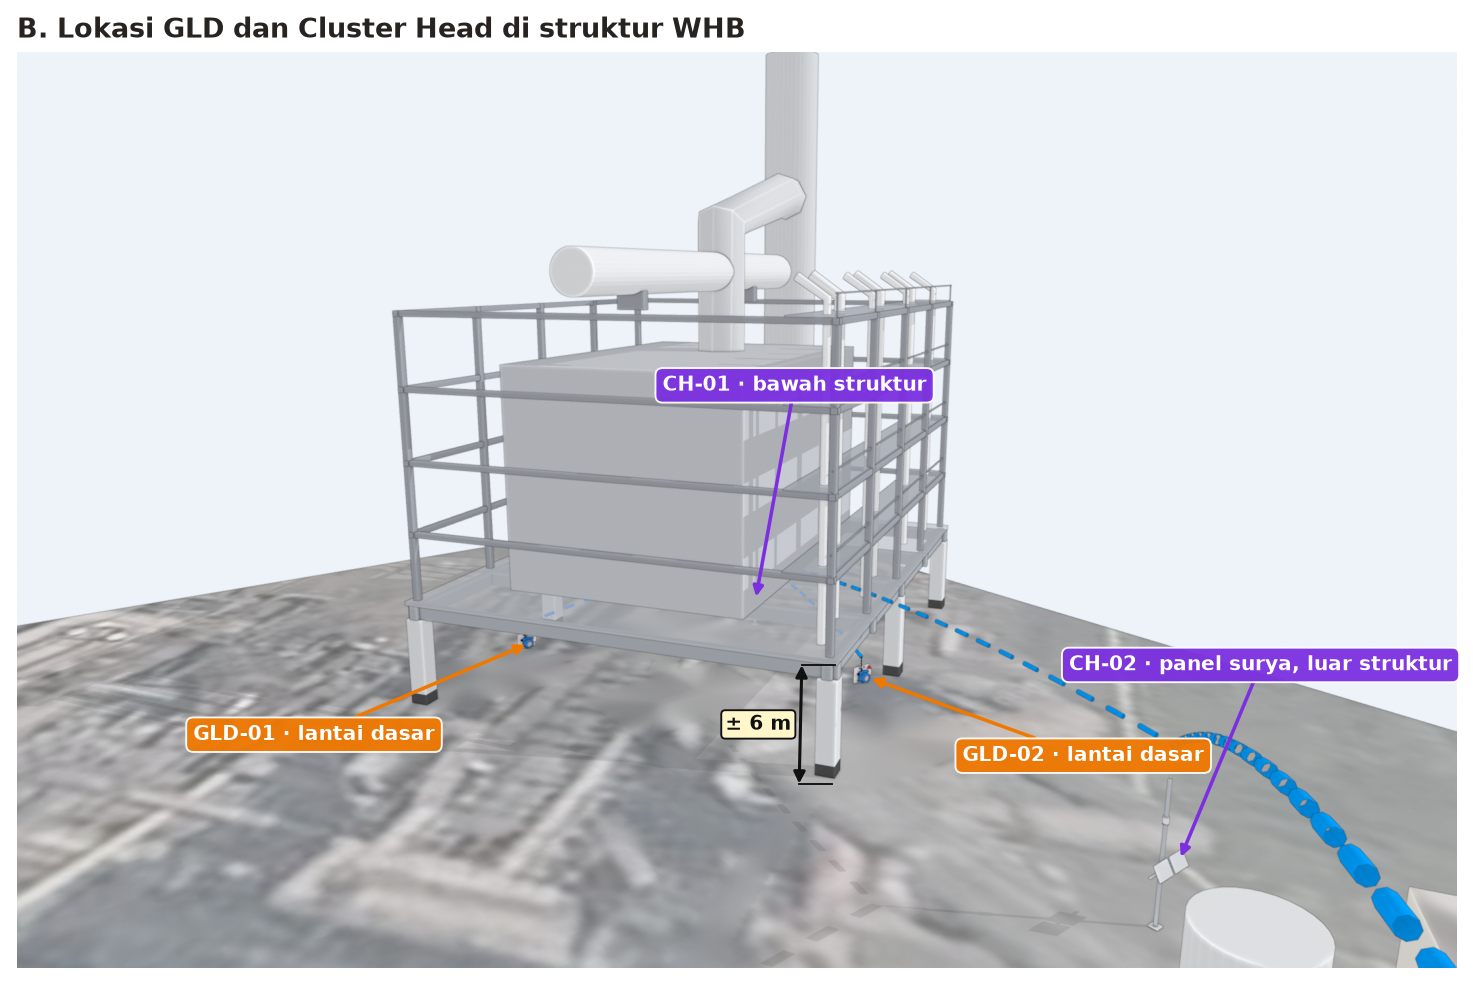 B. Lokasi GLD dan Cluster Head di struktur WHB
CH-01 · bawah struktur
CH-02 · panel surya, luar struktur
± 6 m
GLD-01 · lantai dasar
GLD-02 · lantai dasar